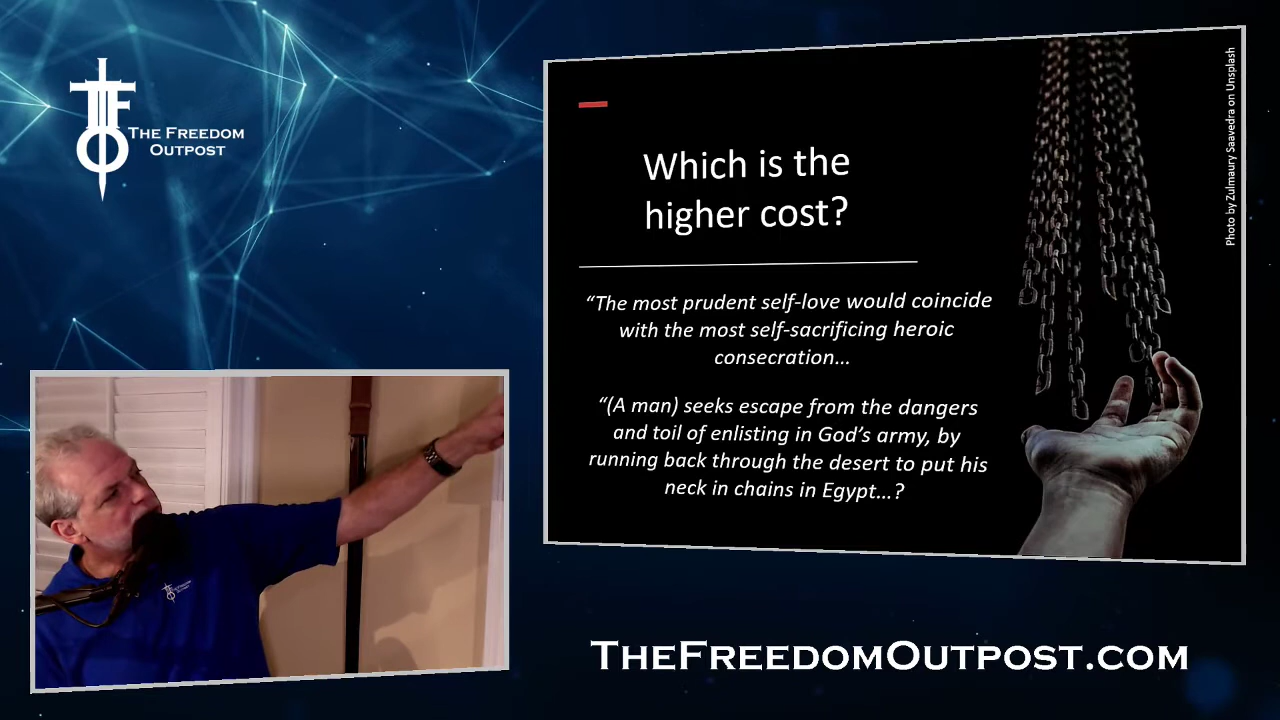 The Freedom
Outpost
Which is the
higher cost?
“The most prudent self-love would coincide
with the most self-sacrificing heroic
consecration…
“(A man) seeks escape from the dangers
and toil of enlisting in God’s army, by
running back through the desert to put his
neck in chains in Egypt…?
Photo by Zulmaury Saavedra on Unsplash
TheFreedomOutpost.com